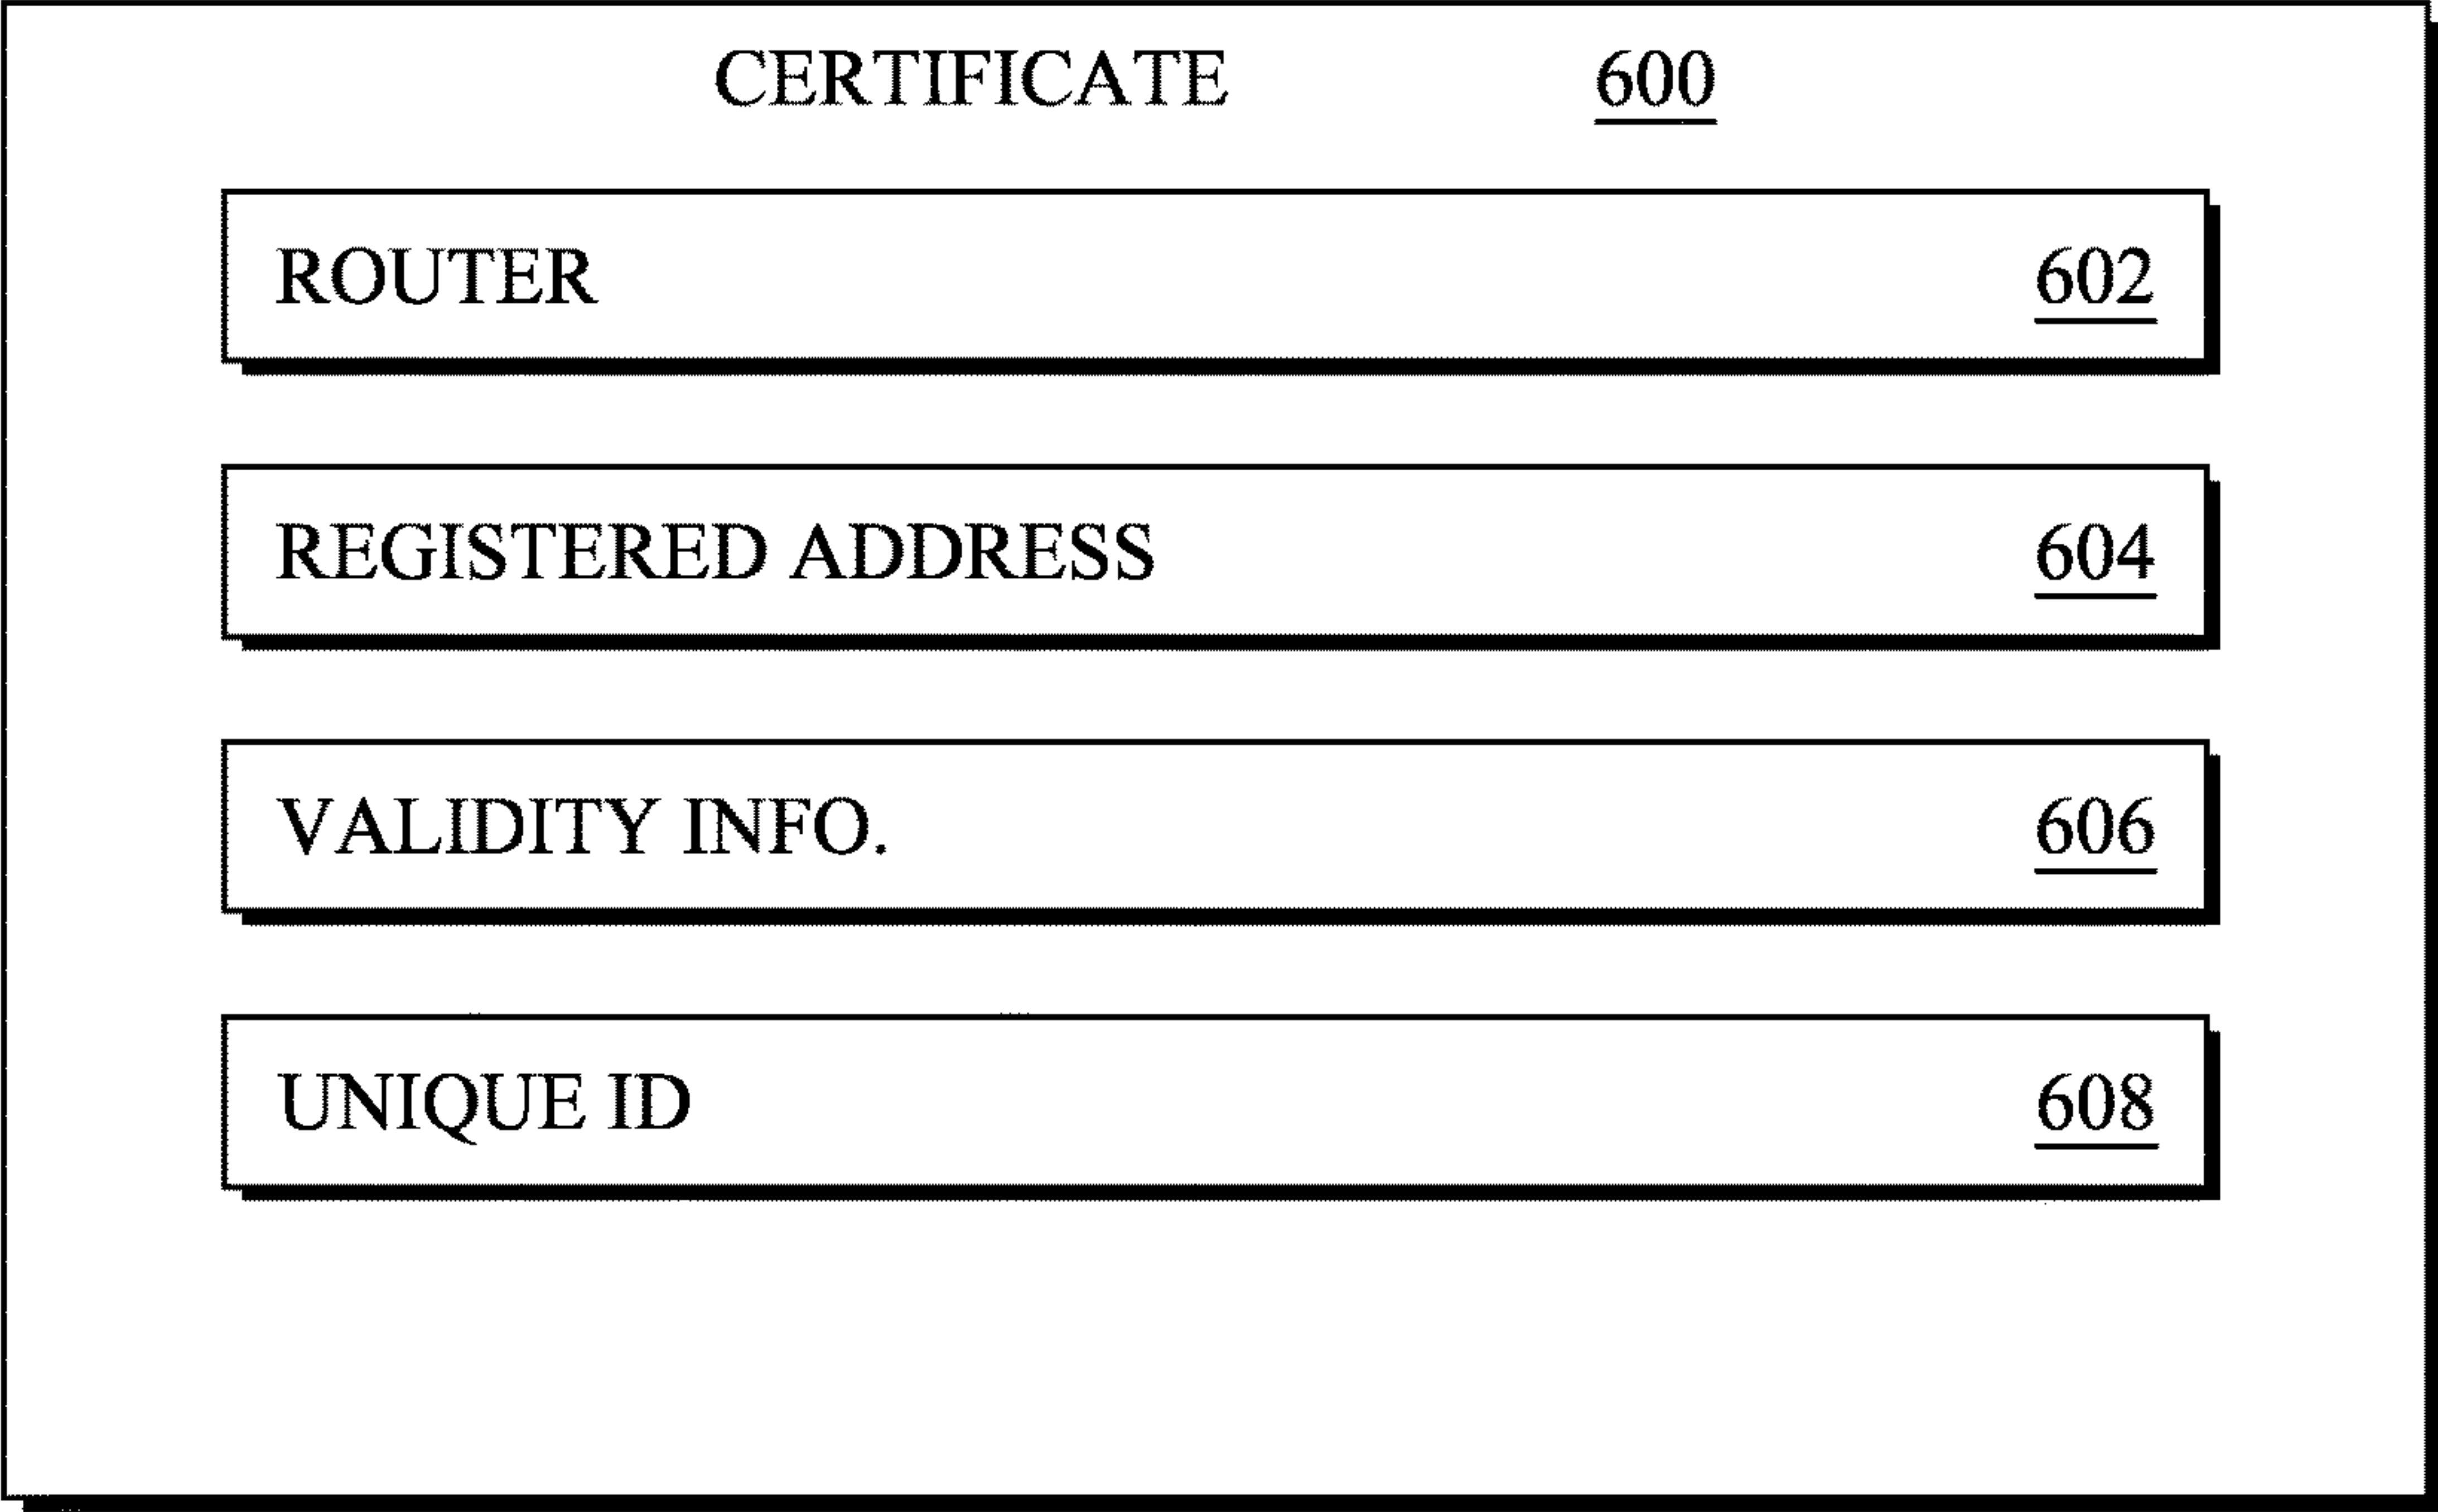 CERTIFICATE 600
ROUTER 602
REGISTERED ADDRESS 604
VALIDITY INFO. 606
UNIQUE ID 608